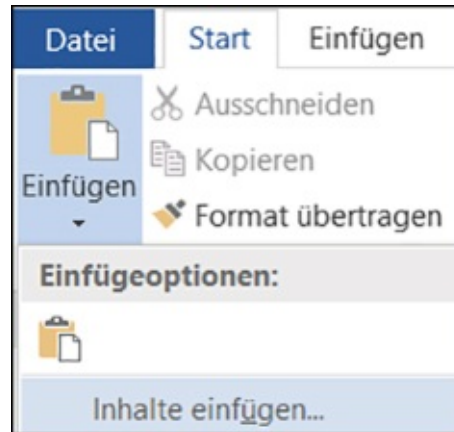 Datei Start Einfügen
Ausschneiden
Kopieren
Einfügen
Format übertragen
Einfügeoptionen:
Inhalte einfügen...